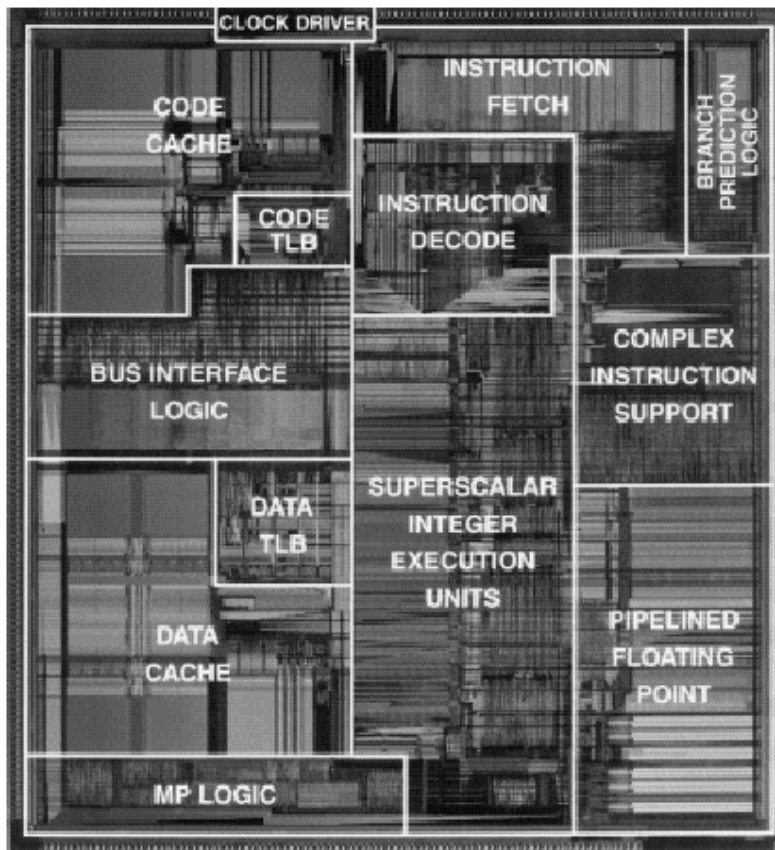 CLOCK DRIVER
CODE
CACHE
INSTRUCTION
FETCH
BRANCH
PREDICTION
LOGIC
CODE
TLB
INSTRUCTION
DECODE
BUS INTERFACE
LOGIC
COMPLEX
INSTRUCTION
SUPPORT
DATA
TLB
SUPERSCALAR
INTEGER
EXECUTION
UNITS
DATA
CACHE
PIPELINED
FLOATING
POINT
MP LOGIC